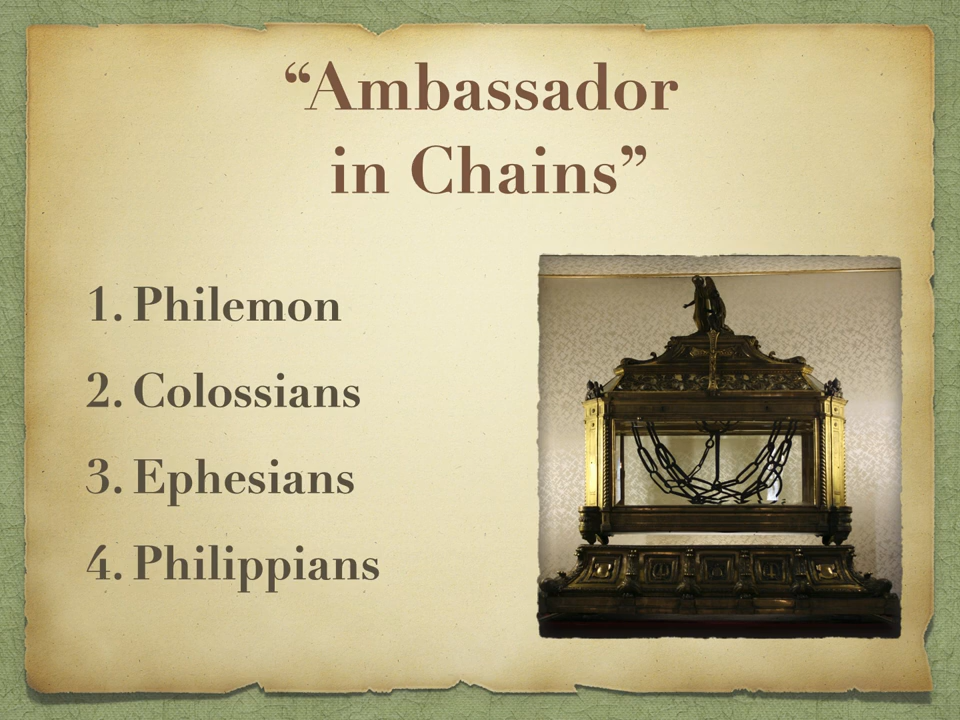 “Ambassador
in Chains”
1. Philemon
2. Colossians
3. Ephesians
4. Philippians